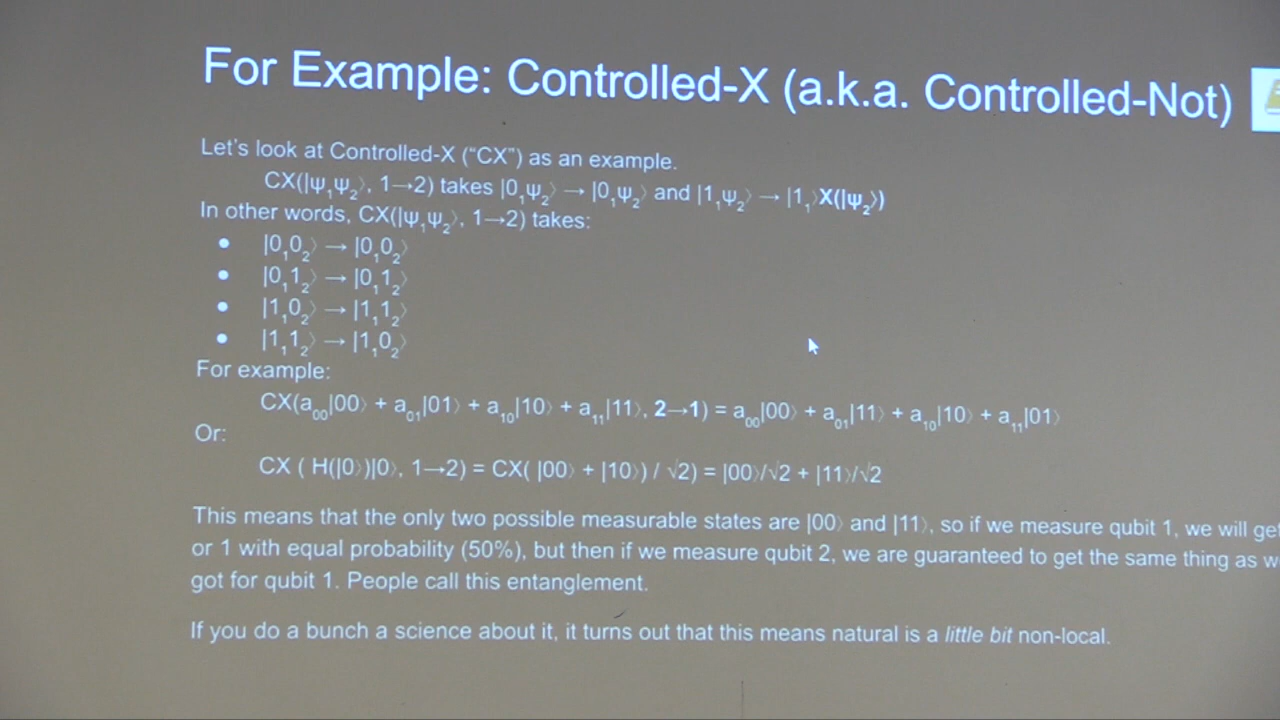 For Example: Controlled-X (a.k.a. Controlled-Not)
Let's look at Controlled-X ("CX") as an example.
CX(|ψ₁ψ₂⟩, 1→2) takes |0₁ψ₂⟩ → |0₁ψ₂⟩ and |1₁ψ₂⟩ → |1₁⟩X(|ψ₂⟩)
In other words, CX(|ψ₁ψ₂⟩, 1→2) takes:
● |0₁0₂⟩ → |0₁0₂⟩
● |0₁1₂⟩ → |0₁1₂⟩
● |1₁0₂⟩ → |1₁1₂⟩
● |1₁1₂⟩ → |1₁0₂⟩
For example:
CX(a₀₀|00⟩ + a₀₁|01⟩ + a₁₀|10⟩ + a₁₁|11⟩, 2→1) = a₀₀|00⟩ + a₀₁|11⟩ + a₁₀|10⟩ + a₁₁|01⟩
Or:
CX ( H(|0⟩)|0⟩, 1→2) = CX( |00⟩ + |10⟩) / √2) = |00⟩/√2 + |11⟩/√2
This means that the only two possible measurable states are |00⟩ and |11⟩, so if we measure qubit 1, we will get
or 1 with equal probability (50%), but then if we measure qubit 2, we are guaranteed to get the same thing as
got for qubit 1. People call this entanglement.
If you do a bunch a science about it, it turns out that this means natural is a little bit non-local.